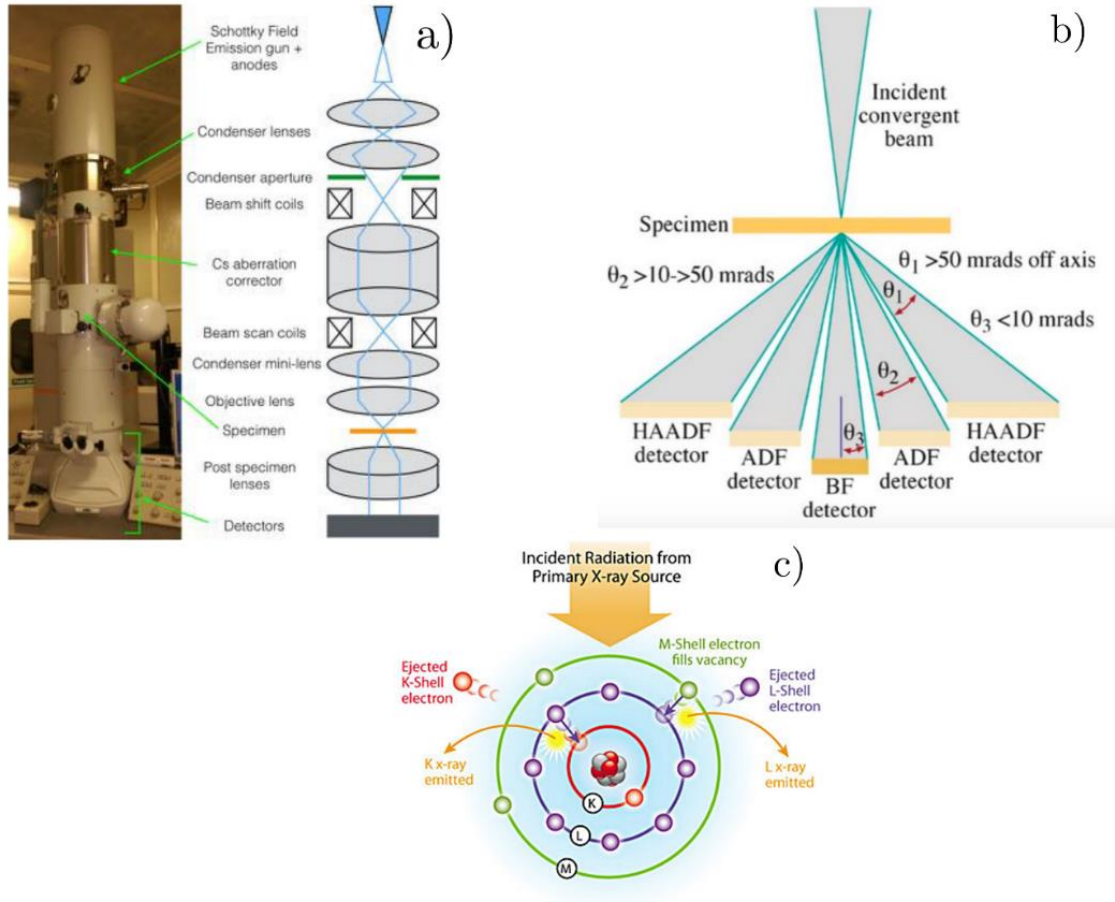 a)
Schottky Field
Emission gun +
anodes
Condenser lenses
Condenser aperture
Beam shift coils
Cs aberration
corrector
Beam scan coils
Condenser mini-lens
Objective lens
Specimen
Post specimen
lenses
Detectors
b)
Incident
convergent
beam
Specimen
θ2 >10->50 mrads
θ1 >50 mrads off axis
θ1
θ3 <10 mrads
θ2
θ3
HAADF
detector
ADF
detector
BF
detector
ADF
detector
HAADF
detector
c)
Incident Radiation from
Primary X-ray Source
M-Shell electron
fills vacancy
Ejected
K-Shell
electron
Ejected
L-Shell
electron
K x-ray
emitted
L x-ray
emitted
K
L
M